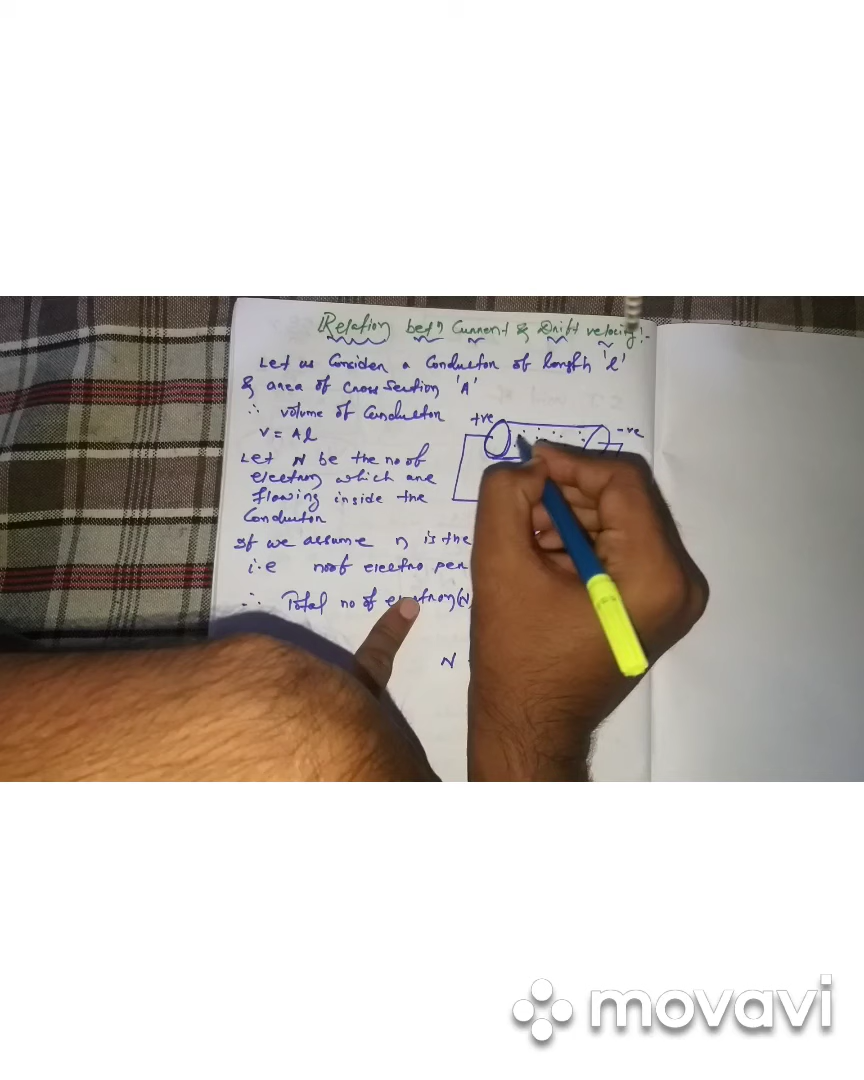 Relation betn Current & Drift velocity :-
Let us Consider a Conductor of length 'l'
& area of Cross Section 'A'
∴ Volume of Conductor
V = Al
+ve
-ve
Let N be the no of
electron which are
flowing inside the
Conductor
If we assume n is the
i.e no of electro per
∴ Total no of electron(N)
N
movavi